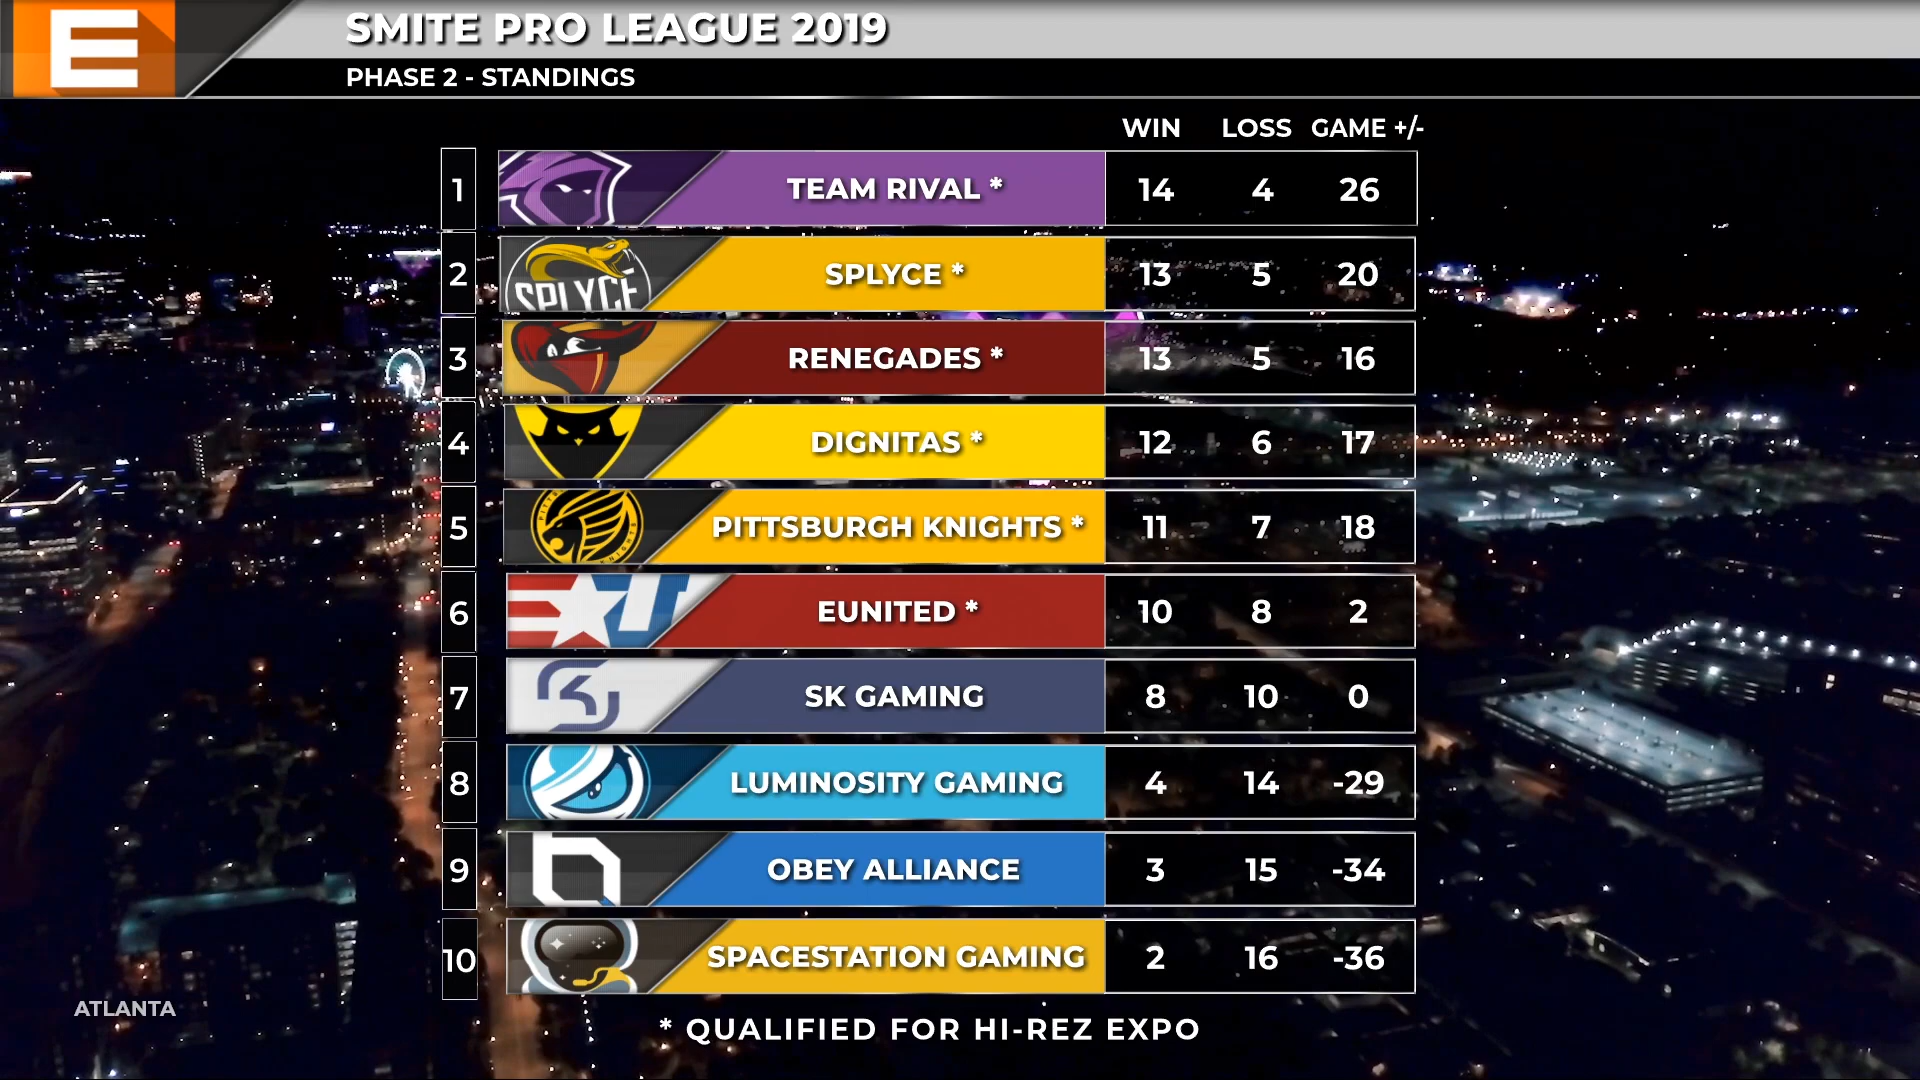 E
SMITE PRO LEAGUE 2019
PHASE 2 - STANDINGS
WIN LOSS GAME +/-
1 TEAM RIVAL * 14 4 26
2 SPLYCE SPLYCE * 13 5 20
3 RENEGADES * 13 5 16
4 DIGNITAS * 12 6 17
5 PITTSBURGH KNIGHTS * 11 7 18
6 EUNITED * 10 8 2
7 SK SK GAMING 8 10 0
8 LUMINOSITY GAMING 4 14 -29
9 OBEY ALLIANCE 3 15 -34
10 SPACESTATION GAMING 2 16 -36
ATLANTA
* QUALIFIED FOR HI-REZ EXPO